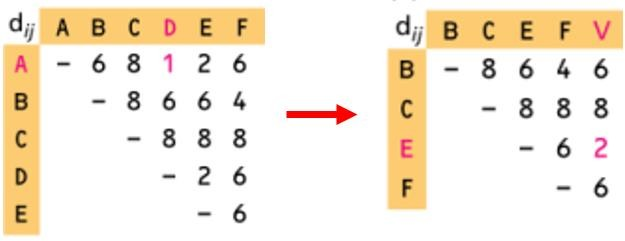 dij A B C D E F
A – 6 8 1 2 6
B – 8 6 6 4
C – 8 8 8
D – 2 6
E – 6
dij B C E F V
B – 8 6 4 6
C – 8 8 8
E – 6 2
F – 6